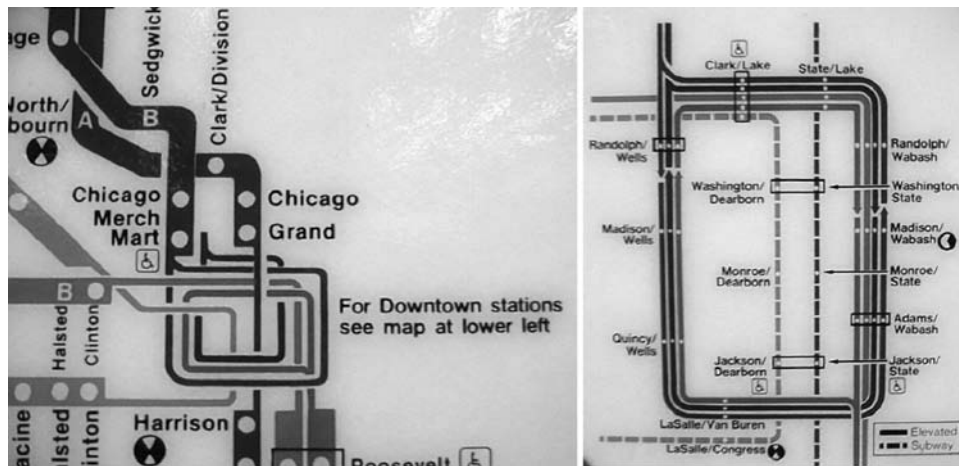 age
Sedgwick
Clark/Division
North/
bourn
A
B
Chicago
Merch
Mart
Chicago
Grand
B
Halsted
Clinton
For Downtown stations
see map at lower left
acine
alsted
linton
Harrison
Roosevelt
Clark/Lake
State/Lake
Randolph/
Wells
Randolph/
Wabash
Washington/
Dearborn
Washington
State
Madison/
Wells
Madison/
Wabash
Monroe/
Dearborn
Monroe/
State
Adams/
Wabash
Quincy/
Wells
Jackson/
Dearborn
Jackson/
State
LaSalle/Van Buren
LaSalle/Congress
Elevated
Subway